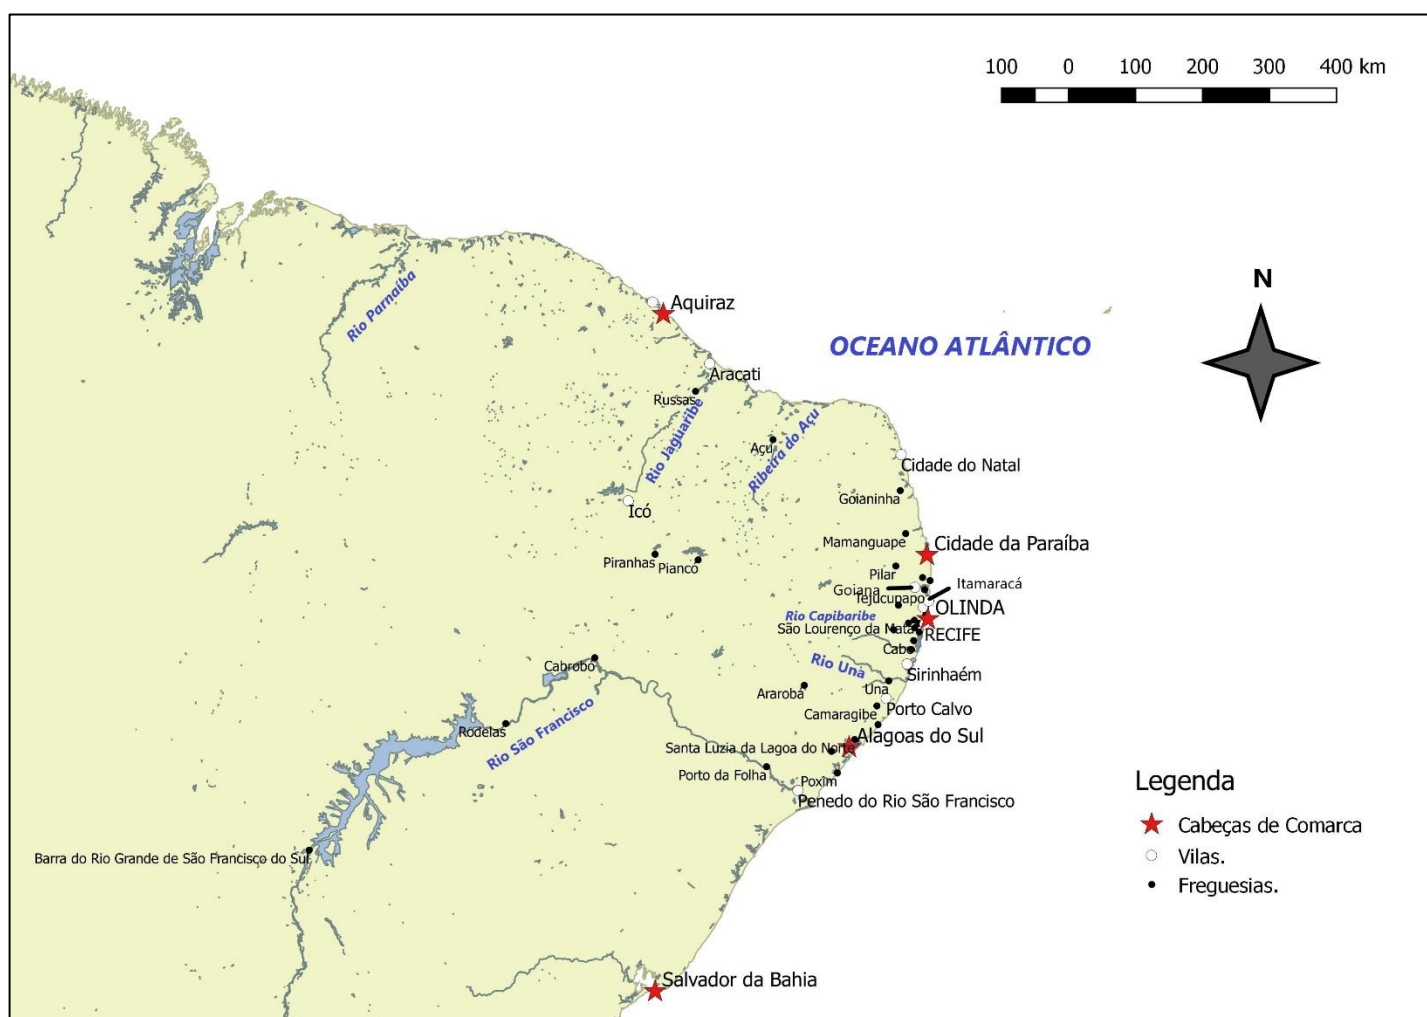 100 0 100 200 300 400 km
N
Rio Parnaíba
Aquiraz
OCEANO ATLÂNTICO
Aracati
Russas
Rio Jaguaribe
Açu
Ribeira do Açu
Cidade do Natal
Goianinha
Icó
Mamanguape
Cidade da Paraíba
Piranhas
Piancó
Pilar
Goiana
Itamaracá
Tejucupapo
OLINDA
Rio Capibaribe
São Lourenço da Mata
RECIFE
Cabo
Cabrobó
Rio Una
Sirinhaém
Ararobá
Una
Camaragibe
Porto Calvo
Rodelas
Rio São Francisco
Alagoas do Sul
Santa Luzia da Lagoa do Norte
Porto da Folha
Poxim
Penedo do Rio São Francisco
Barra do Rio Grande de São Francisco do Sul
Salvador da Bahia
Legenda
Cabeças de Comarca
Vilas.
Freguesias.